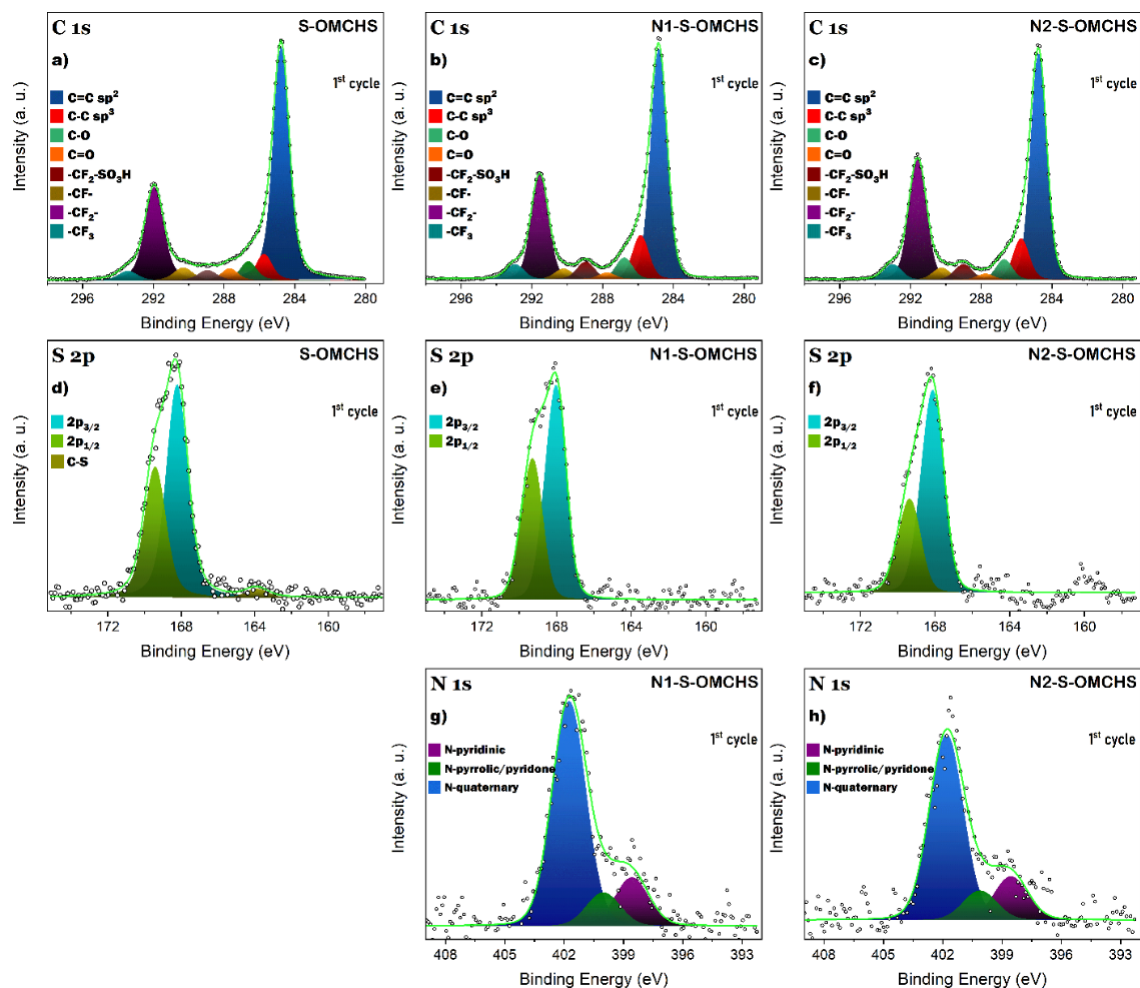 C 1s S-OMCHS
a)
1st cycle
C=C sp2
C-C sp3
C-O
C=O
-CF2-SO3H
-CF-
-CF2-
-CF3
Intensity (a. u.)
296 292 288 284 280
Binding Energy (eV)
C 1s N1-S-OMCHS
b)
1st cycle
C=C sp2
C-C sp3
C-O
C=O
-CF2-SO3H
-CF-
-CF2-
-CF3
Intensity (a. u.)
296 292 288 284 280
Binding Energy (eV)
C 1s N2-S-OMCHS
c)
1st cycle
C=C sp2
C-C sp3
C-O
C=O
-CF2-SO3H
-CF-
-CF2-
-CF3
Intensity (a. u.)
296 292 288 284 280
Binding Energy (eV)
S 2p S-OMCHS
d)
1st cycle
2p3/2
2p1/2
C-S
Intensity (a. u.)
172 168 164 160
Binding Energy (eV)
S 2p N1-S-OMCHS
e)
1st cycle
2p3/2
2p1/2
Intensity (a. u.)
172 168 164 160
Binding Energy (eV)
S 2p N2-S-OMCHS
f)
1st cycle
2p3/2
2p1/2
Intensity (a. u.)
172 168 164 160
Binding Energy (eV)
N 1s N1-S-OMCHS
g)
1st cycle
N-pyridinic
N-pyrrolic/pyridone
N-quaternary
Intensity (a. u.)
408 405 402 399 396 393
Binding Energy (eV)
N 1s N2-S-OMCHS
h)
1st cycle
N-pyridinic
N-pyrrolic/pyridone
N-quaternary
Intensity (a. u.)
408 405 402 399 396 393
Binding Energy (eV)